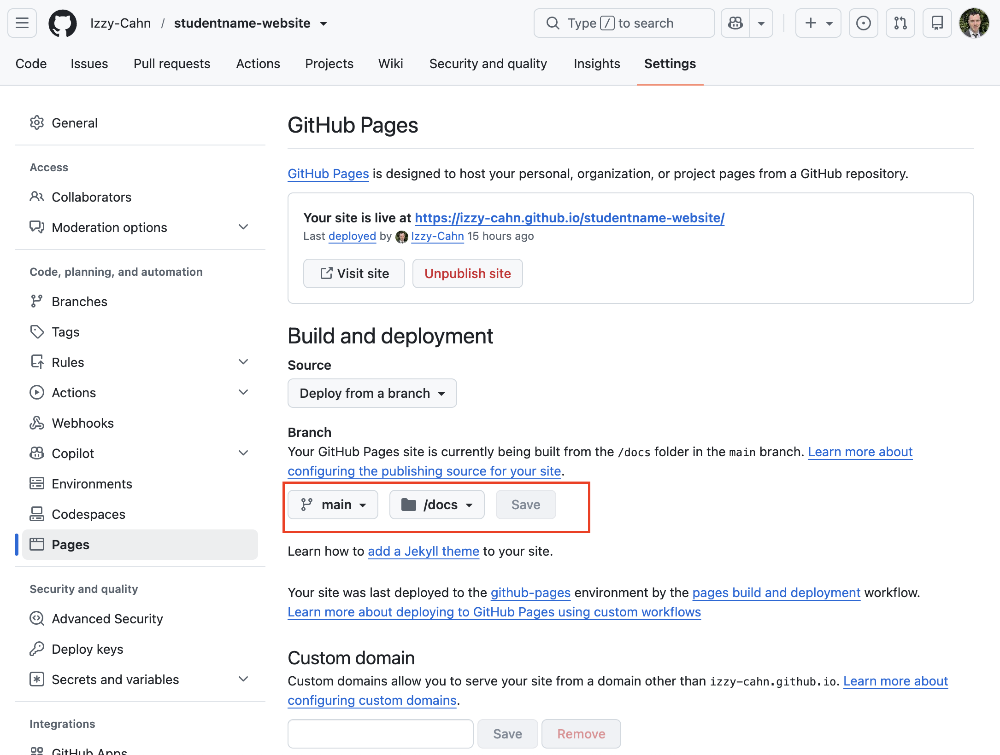 Izzy-Cahn / studentname-website
Type / to search
Code Issues Pull requests Actions Projects Wiki Security and quality Insights Settings
General
Access
Collaborators
Moderation options
Code, planning, and automation
Branches
Tags
Rules
Actions
Webhooks
Copilot
Environments
Codespaces
Pages
Security and quality
Advanced Security
Deploy keys
Secrets and variables
Integrations
GitHub Apps
GitHub Pages
GitHub Pages is designed to host your personal, organization, or project pages from a GitHub repository.
Your site is live at https://izzy-cahn.github.io/studentname-website/
Last deployed by Izzy-Cahn 15 hours ago
Visit site Unpublish site
Build and deployment
Source
Deploy from a branch
Branch
Your GitHub Pages site is currently being built from the /docs folder in the main branch. Learn more about
configuring the publishing source for your site.
main /docs Save
Learn how to add a Jekyll theme to your site.
Your site was last deployed to the github-pages environment by the pages build and deployment workflow.
Learn more about deploying to GitHub Pages using custom workflows
Custom domain
Custom domains allow you to serve your site from a domain other than izzy-cahn.github.io. Learn more about
configuring custom domains.
Save Remove